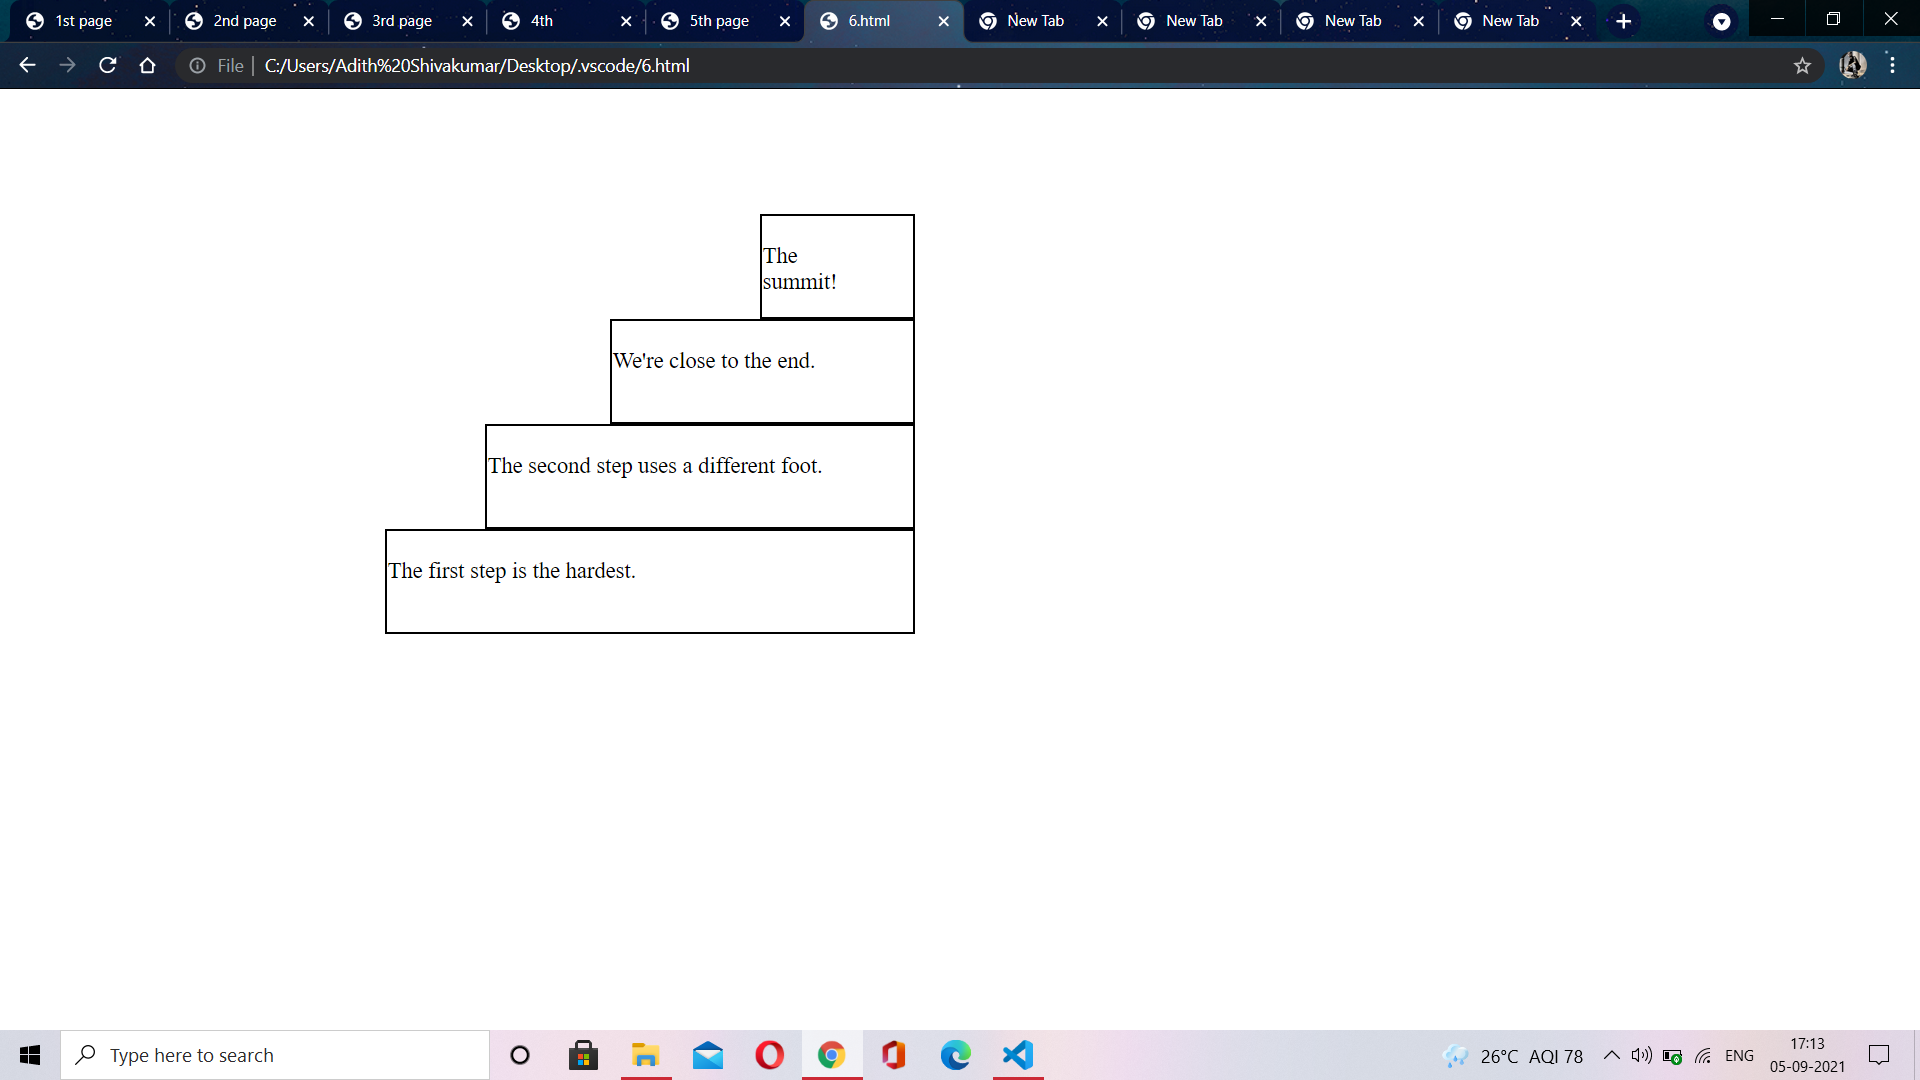 1st page
2nd page
3rd page
4th
5th page
6.html
New Tab
New Tab
New Tab
New Tab
File
C:/Users/Adith%20Shivakumar/Desktop/.vscode/6.html
The
summit!
We're close to the end.
The second step uses a different foot.
The first step is the hardest.
Type here to search
26°C AQI 78
ENG
17:13
05-09-2021